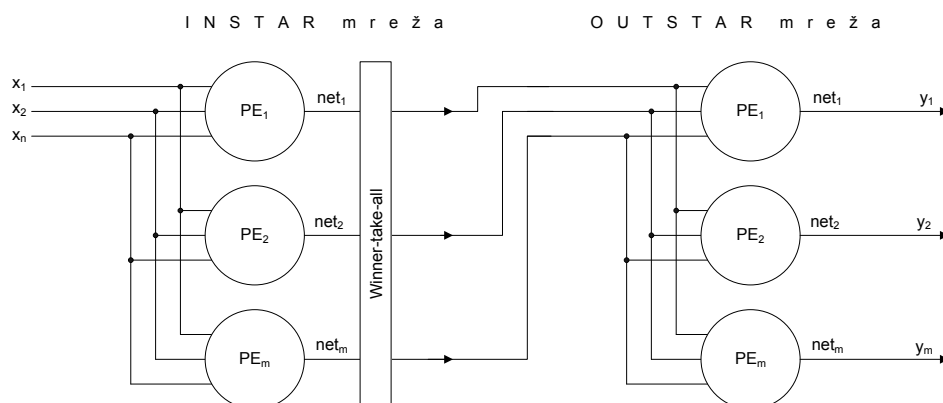 I N S T A R m r e ž a
O U T S T A R m r e ž a
x1
x2
xn
PE1
net1
PE2
net2
PEm
netm
Winner-take-all
PE1
net1
y1
PE2
net2
y2
PEm
netm
ym